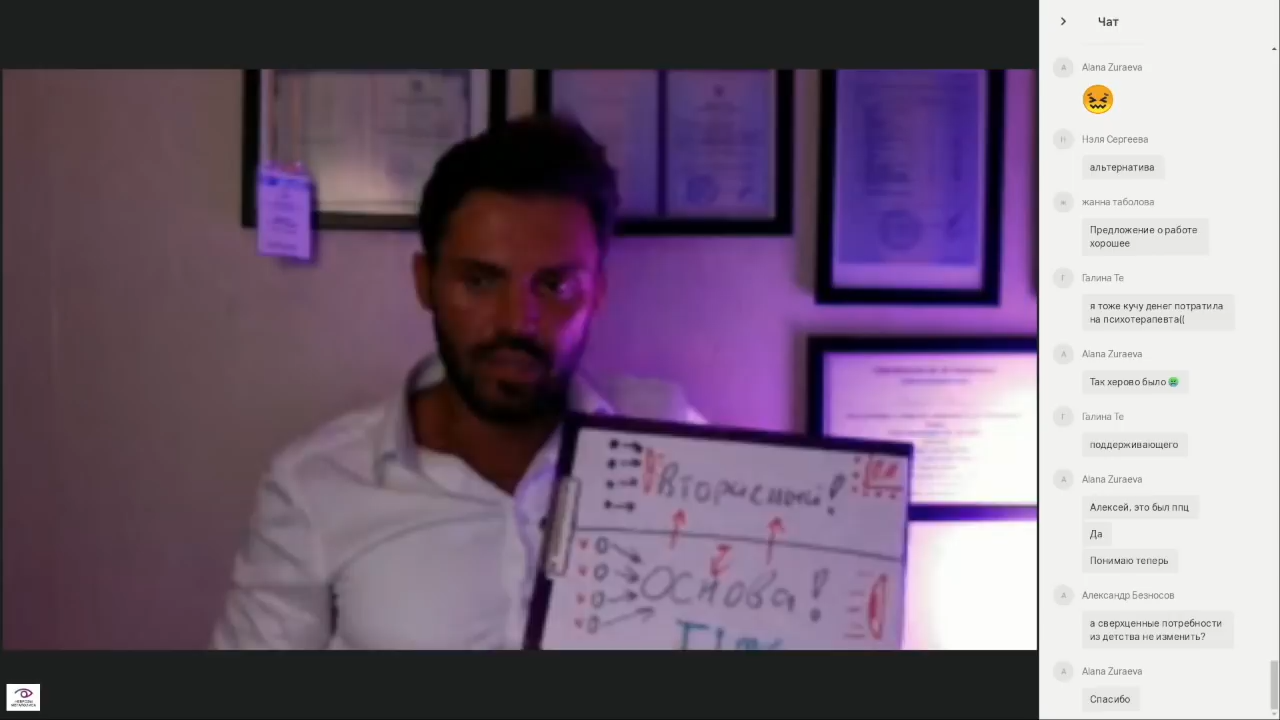 Чат
Alana Zuraeva
Нэля Сергеева
альтернатива
жанна таболова
Предложение о работе
хорошее
Галина Те
я тоже кучу денег потратила
на психотерапевта((
Alana Zuraeva
Так херово было
Галина Те
поддерживающего
Alana Zuraeva
Алексей, это был ппц
Да
Понимаю теперь
Александр Безносов
а сверхценные потребности
из детства не изменить?
Alana Zuraeva
Спасибо
Вторисный!
Основа!